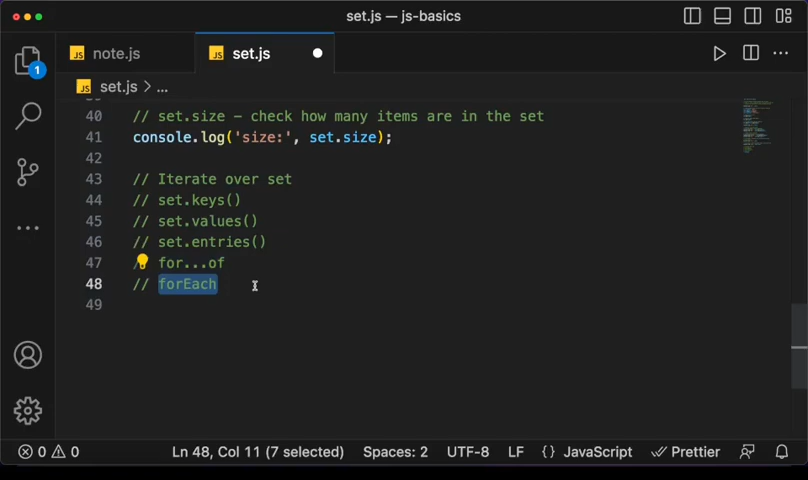 set.js — js-basics
JS note.js
JS set.js
JS set.js > ...
40 // set.size – check how many items are in the set
41 console.log('size:', set.size);
42
43 // Iterate over set
44 // set.keys()
45 // set.values()
46 // set.entries()
47 // for...of
48 // forEach
49
1
0 0 Ln 48, Col 11 (7 selected) Spaces: 2 UTF-8 LF {} JavaScript Prettier